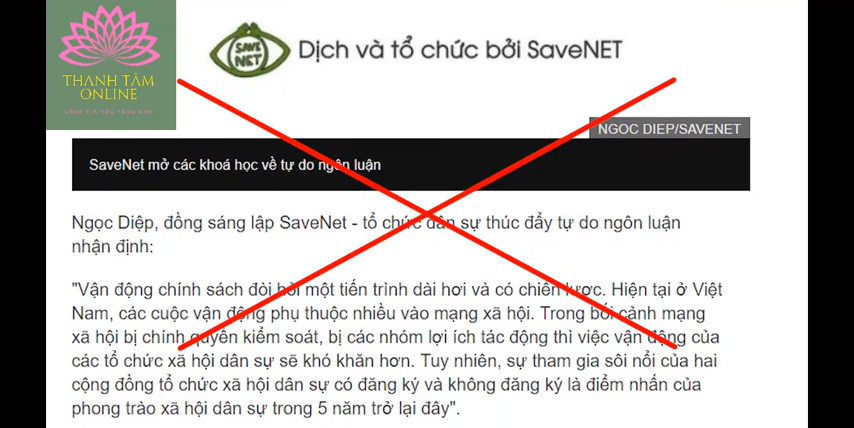 THANH TÂM
ONLINE
SAVE
NET
Dịch và tổ chức bởi SaveNET
NGOC DIEP/SAVENET
SaveNet mở các khoá học về tự do ngôn luận
Ngọc Diệp, đồng sáng lập SaveNet - tổ chức dân sự thúc đẩy tự do ngôn luận
nhận định:
"Vận động chính sách đòi hỏi một tiến trình dài hơi và có chiến lược. Hiện tại ở Việt
Nam, các cuộc vận động phụ thuộc nhiều vào mạng xã hội. Trong bối cảnh mạng
xã hội bị chính quyền kiểm soát, bị các nhóm lợi ích tác động thì việc vận động của
các tổ chức xã hội dân sự sẽ khó khăn hơn. Tuy nhiên, sự tham gia sôi nổi của hai
cộng đồng tổ chức xã hội dân sự có đăng ký và không đăng ký là điểm nhấn của
phong trào xã hội dân sự trong 5 năm trở lại đây".